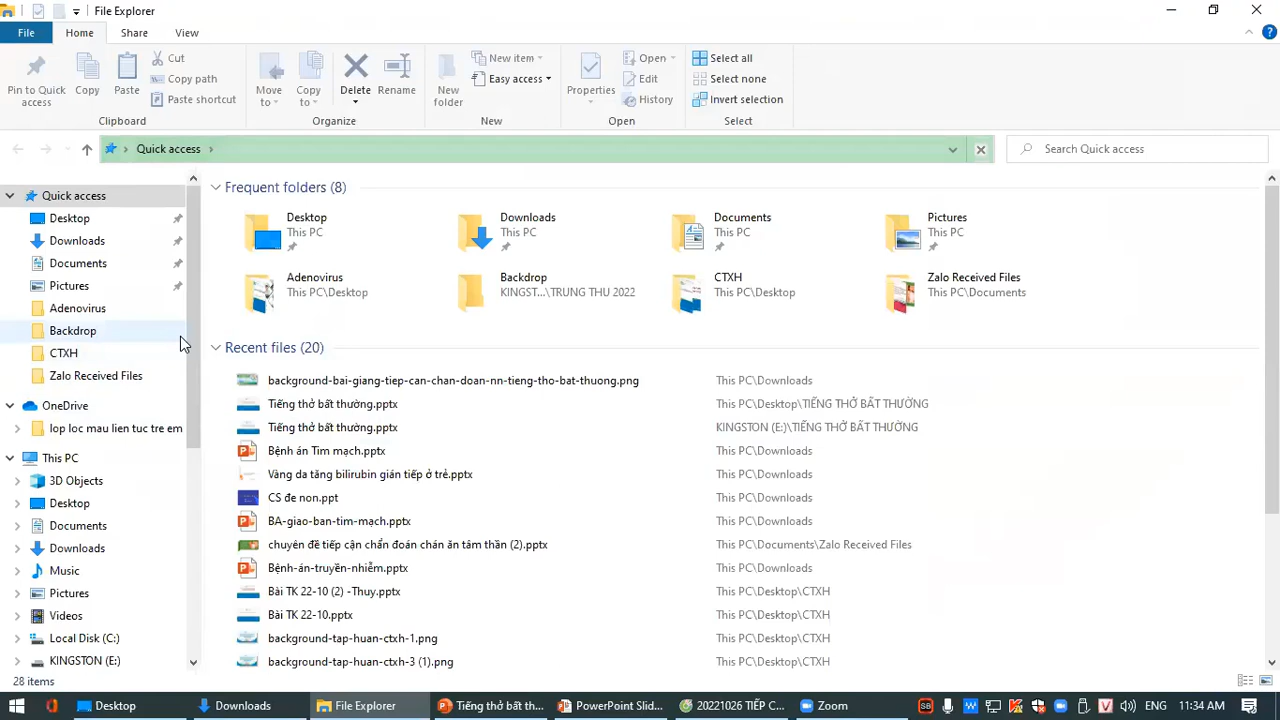 File Explorer
File Home Share View
Pin to Quick access
Copy
Paste
Cut
Copy path
Paste shortcut
Clipboard
Move to
Copy to
Delete
Rename
Organize
New folder
New item
Easy access
New
Properties
Open
Edit
History
Open
Select all
Select none
Invert selection
Select
Quick access
Search Quick access
Quick access
Desktop
Downloads
Documents
Pictures
Adenovirus
Backdrop
CTXH
Zalo Received Files
OneDrive
lop loc mau lien tuc tre em
This PC
3D Objects
Desktop
Documents
Downloads
Music
Pictures
Videos
Local Disk (C:)
KINGSTON (E:)
Frequent folders (8)
Desktop
This PC
Downloads
This PC
Documents
This PC
Pictures
This PC
Adenovirus
This PC\Desktop
Backdrop
KINGST...\TRUNG THU 2022
CTXH
This PC\Desktop
Zalo Received Files
This PC\Documents
Recent files (20)
background-bai-giang-tiep-can-chan-doan-nn-tieng-tho-bat-thuong.png This PC\Downloads
Tiếng thở bất thường.pptx This PC\Desktop\TIẾNG THỞ BẤT THƯỜNG
Tiếng thở bất thường.pptx KINGSTON (E:)\TIẾNG THỞ BẤT THƯỜNG
Bệnh án Tim mạch.pptx This PC\Downloads
Vàng da tăng bilirubin gián tiếp ở trẻ.pptx This PC\Downloads
CS đe non.ppt This PC\Downloads
BA-giao-ban-tim-mạch.pptx This PC\Downloads
chuyên đề tiếp cận chẩn đoán chán ăn tâm thần (2).pptx This PC\Documents\Zalo Received Files
Bệnh-án-truyền-nhiễm.pptx This PC\Downloads
Bài TK 22-10 (2) -Thuy.pptx This PC\Desktop\CTXH
Bài TK 22-10.pptx This PC\Desktop\CTXH
background-tap-huan-ctxh-1.png This PC\Desktop\CTXH
background-tap-huan-ctxh-3 (1).png This PC\Desktop\CTXH
28 items
Desktop Downloads File Explorer Tiếng thở bất th... PowerPoint Slid... 20221026 TIẾP C... Zoom ENG 11:34 AM